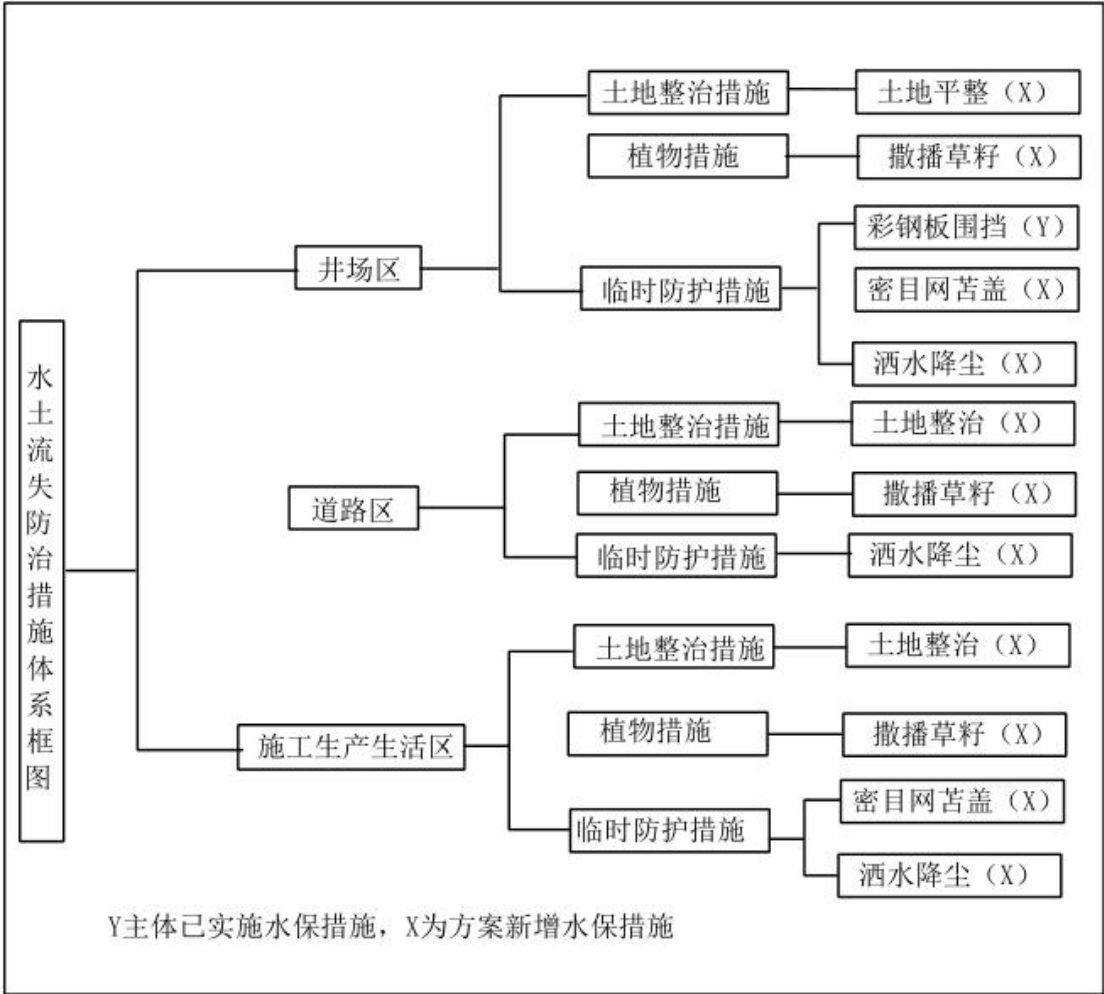 水土流失防治措施体系框图
井场区
土地整治措施
土地平整（X）
植物措施
撒播草籽（X）
临时防护措施
彩钢板围挡（Y）
密目网苫盖（X）
洒水降尘（X）
道路区
土地整治措施
土地整治（X）
植物措施
撒播草籽（X）
临时防护措施
洒水降尘（X）
施工生产生活区
土地整治措施
土地整治（X）
植物措施
撒播草籽（X）
临时防护措施
密目网苫盖（X）
洒水降尘（X）
Y主体已实施水保措施，X为方案新增水保措施